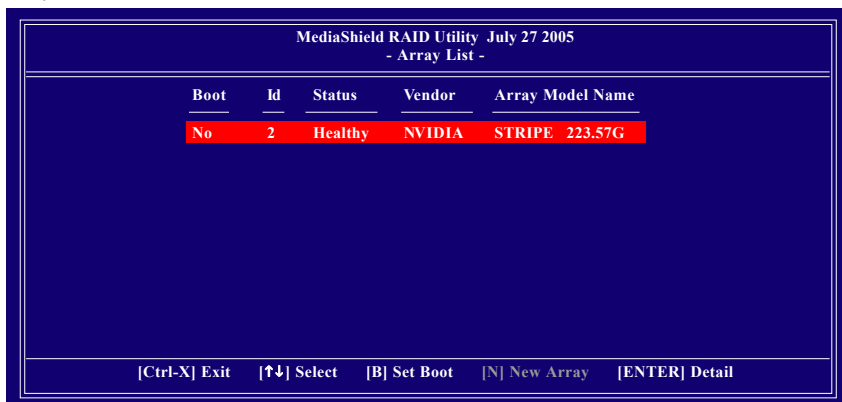 MediaShield RAID Utility July 27 2005
- Array List -
Boot Id Status Vendor Array Model Name
No 2 Healthy NVIDIA STRIPE 223.57G
[Ctrl-X] Exit [↑↓] Select [B] Set Boot [N] New Array [ENTER] Detail